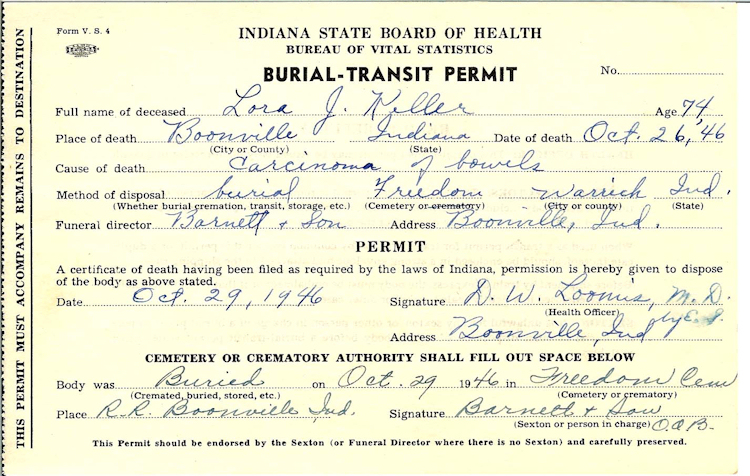 Form V. S. 4
INDIANA STATE BOARD OF HEALTH
BUREAU OF VITAL STATISTICS
BURIAL-TRANSIT PERMIT
No.
Full name of deceased Lora J. Keller Age 74
Place of death Boonville Indiana Date of death Oct. 26, '46
(City or County) (State)
Cause of death Carcinoma of bowels
Method of disposal burial Freedom Warrick Ind.
(Whether burial, cremation, transit, storage, etc.) (Cemetery or crematory) (City or county) (State)
Funeral director Barnett + Son Address Boonville, Ind.
PERMIT
A certificate of death having been filed as required by the laws of Indiana, permission is hereby given to dispose
of the body as above stated.
Date Oct. 29, 1946 Signature D. W. Loomis, M. D.
(Health Officer)
Address Boonville, Ind
CEMETERY OR CREMATORY AUTHORITY SHALL FILL OUT SPACE BELOW
Body was Buried on Oct. 29 1946 in Freedom Cem
(Cremated, buried, stored, etc.) (Cemetery or crematory)
Place R.R. Boonville Ind. Signature Barnett + Son
(Sexton or person in charge) O.O.B.
This Permit should be endorsed by the Sexton (or Funeral Director where there is no Sexton) and carefully preserved.
THIS PERMIT MUST ACCOMPANY REMAINS TO DESTINATION